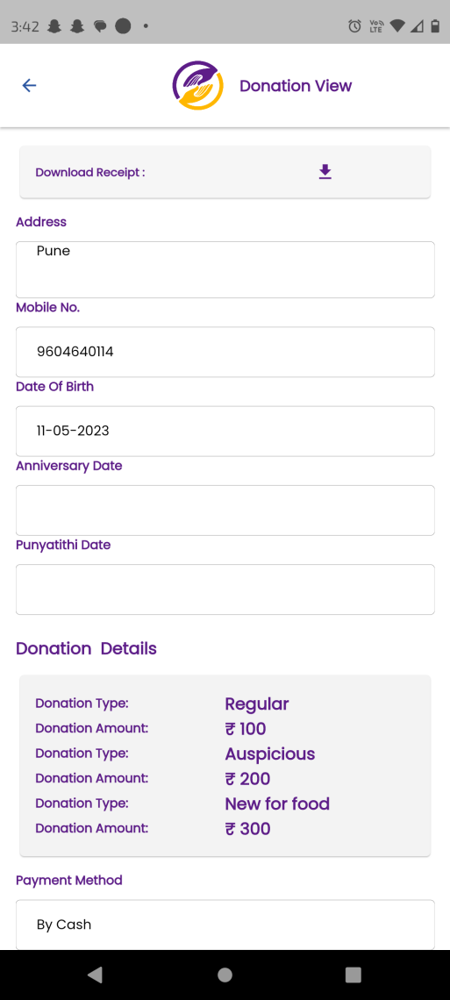 3:42
Vo
LTE
Donation View
Download Receipt :
Address
Pune
Mobile No.
9604640114
Date Of Birth
11-05-2023
Anniversary Date
Punyatithi Date
Donation Details
Donation Type: Regular
Donation Amount: ₹ 100
Donation Type: Auspicious
Donation Amount: ₹ 200
Donation Type: New for food
Donation Amount: ₹ 300
Payment Method
By Cash